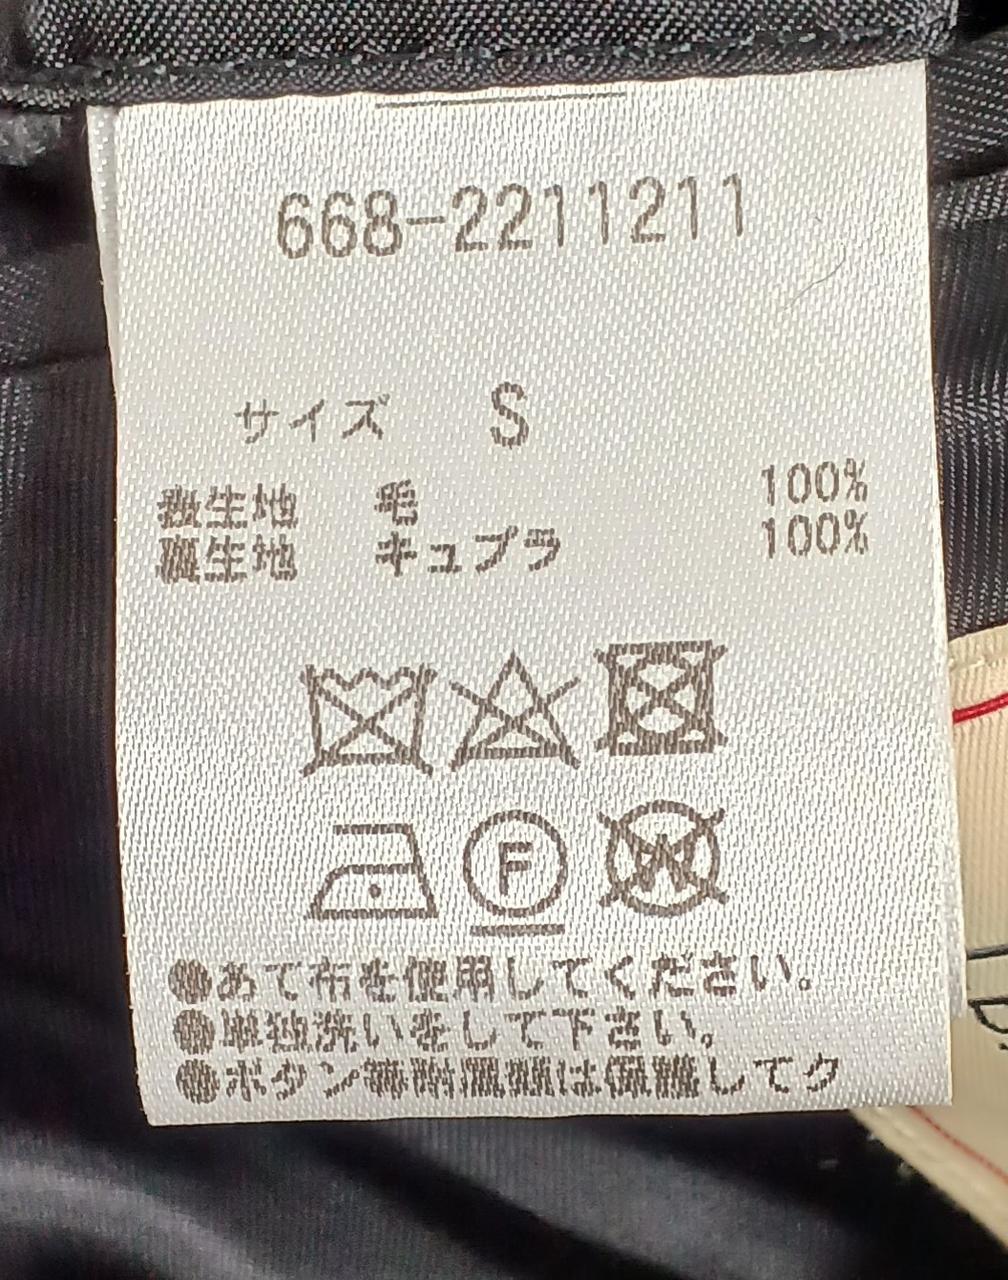 668-2211211
サイズ S
表生地 毛 100%
裏生地 キュプラ 100%
F
W
●あて布を使用してください。
●単独洗いをして下さい。
●ボタン等附属類は保護してク